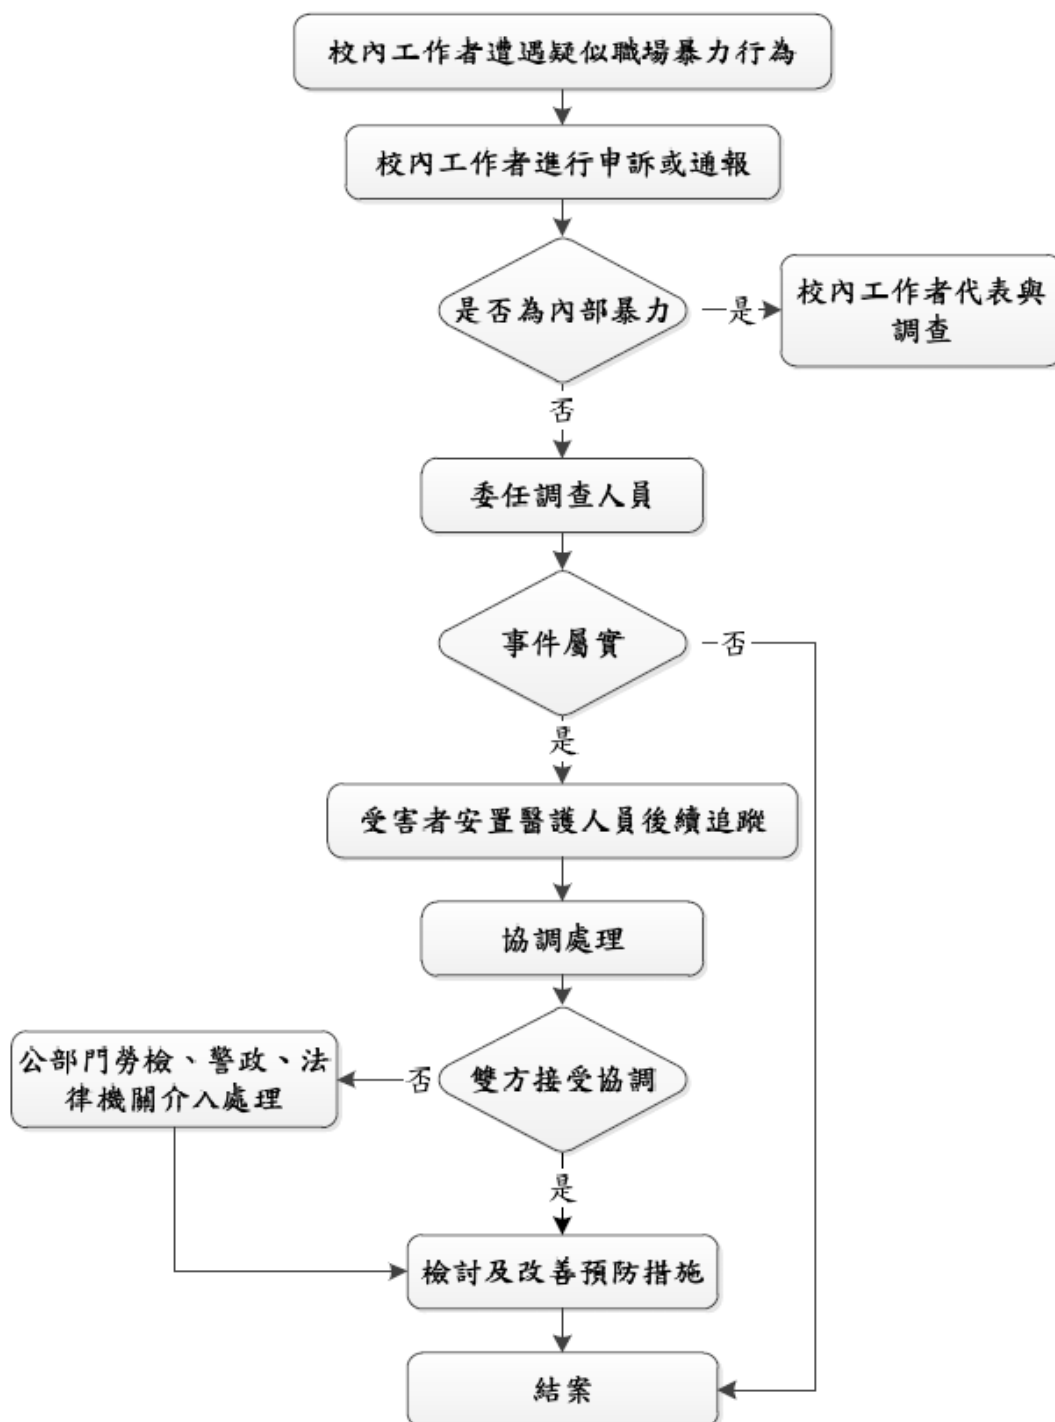 校內工作者遭遇疑似職場暴力行為
校內工作者進行申訴或通報
是否為內部暴力
是
校內工作者代表與
調查
否
委任調查人員
事件屬實
否
是
受害者安置醫護人員後續追蹤
協調處理
公部門勞檢、警政、法
律機關介入處理
否
雙方接受協調
是
檢討及改善預防措施
結案